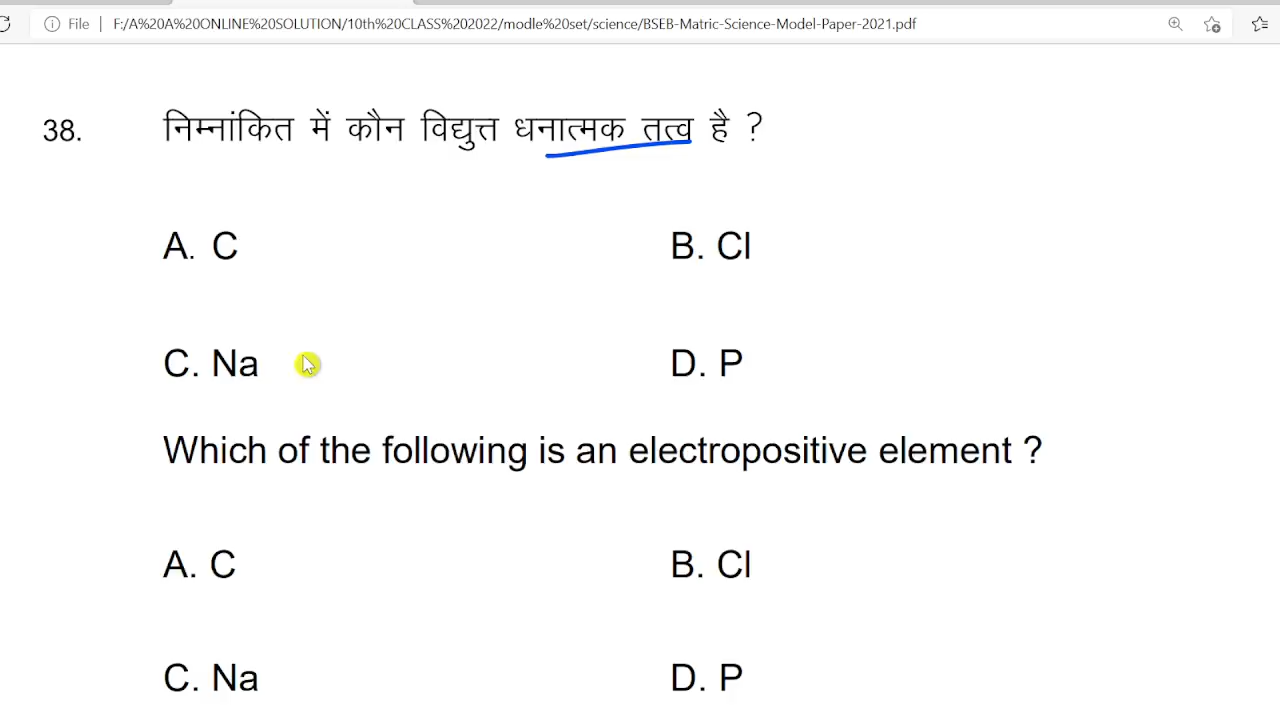 File | F:/A%20A%20ONLINE%20SOLUTION/10th%20CLASS%202022/modle%20set/science/BSEB-Matric-Science-Model-Paper-2021.pdf
38. निम्नांकित में कौन विद्युत्त धनात्मक तत्व है ?
A. C B. Cl
C. Na D. P
Which of the following is an electropositive element ?
A. C B. Cl
C. Na D. P